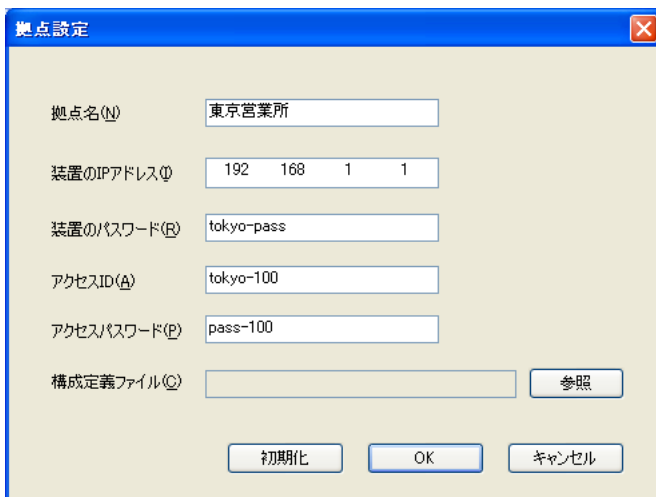 拠点設定
拠点名(N) 東京営業所
装置のIPアドレス(I) 192 168 1 1
装置のパスワード(R) tokyo-pass
アクセスID(A) tokyo-100
アクセスパスワード(P) pass-100
構成定義ファイル(C) 参照
初期化 OK キャンセル